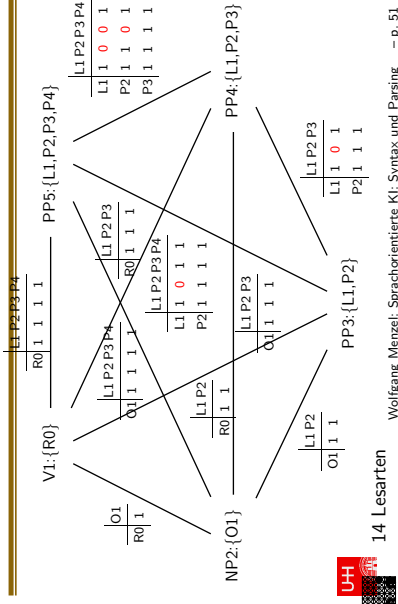 L1 P2 P3 P4
R0 1 1 1 1
V1:{R0}
PP5:{L1,P2,P3,P4}
L1 P2 P3 P4
L1 1 0 0 1
P2 1 1 0 1
P3 1 1 1 1
O1
R0 1
L1 P2 P3 P4
O1 1 1 1 1
L1 P2 P3
R0 1 1 1
L1 P2 P3 P4
L1 1 0 1 1
P2 1 1 1 1
L1 P2
R0 1 1
L1 P2 P3
O1 1 1 1
NP2:{O1}
PP4:{L1,P2,P3}
L1 P2
O1 1 1
L1 P2 P3
L1 1 0 1
P2 1 1 1
PP3:{L1,P2}
14 Lesarten
UH
Wolfgang Menzel: Sprachorientierte KI: Syntax und Parsing – p. 51